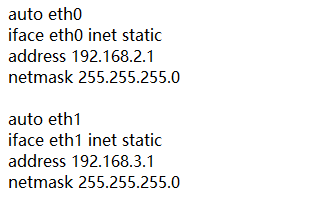 auto eth0
iface eth0 inet static
address 192.168.2.1
netmask 255.255.255.0
auto eth1
iface eth1 inet static
address 192.168.3.1
netmask 255.255.255.0